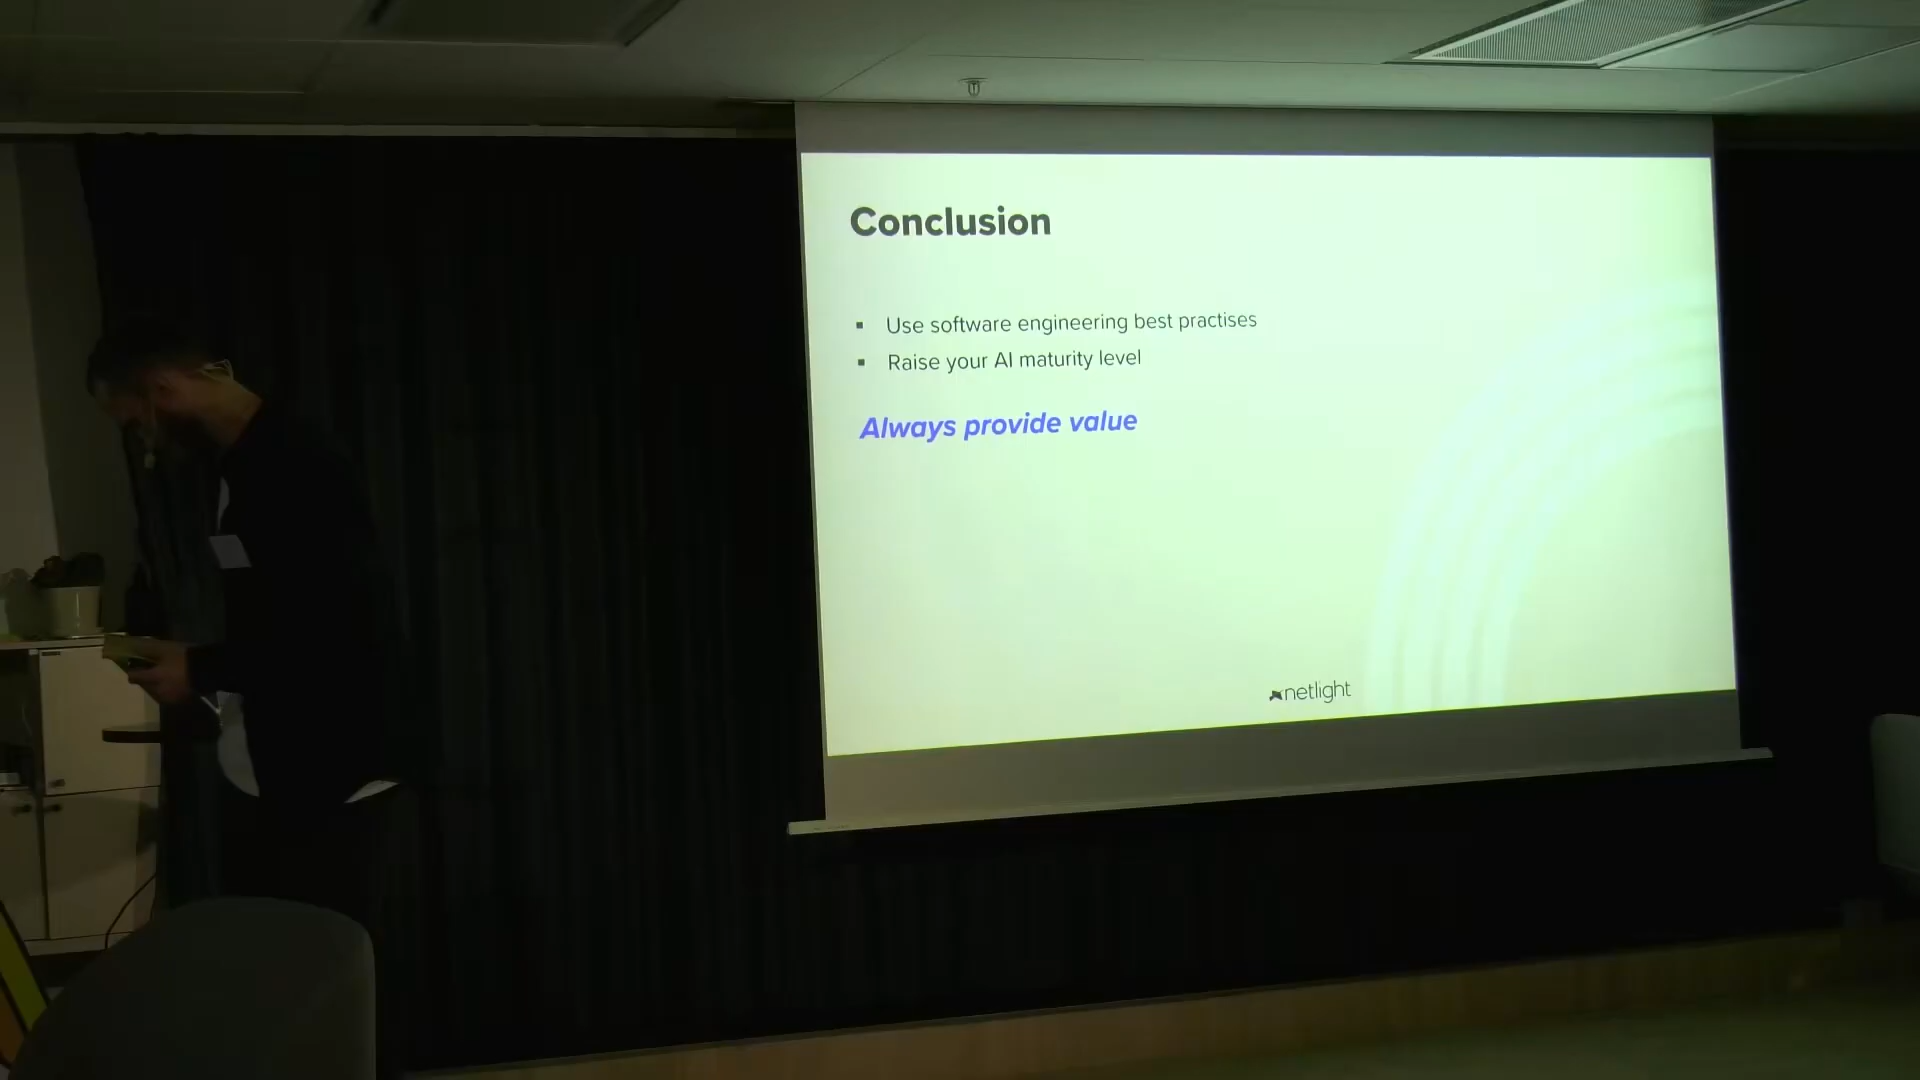 Conclusion
▪ Use software engineering best practises
▪ Raise your AI maturity level
Always provide value
netlight